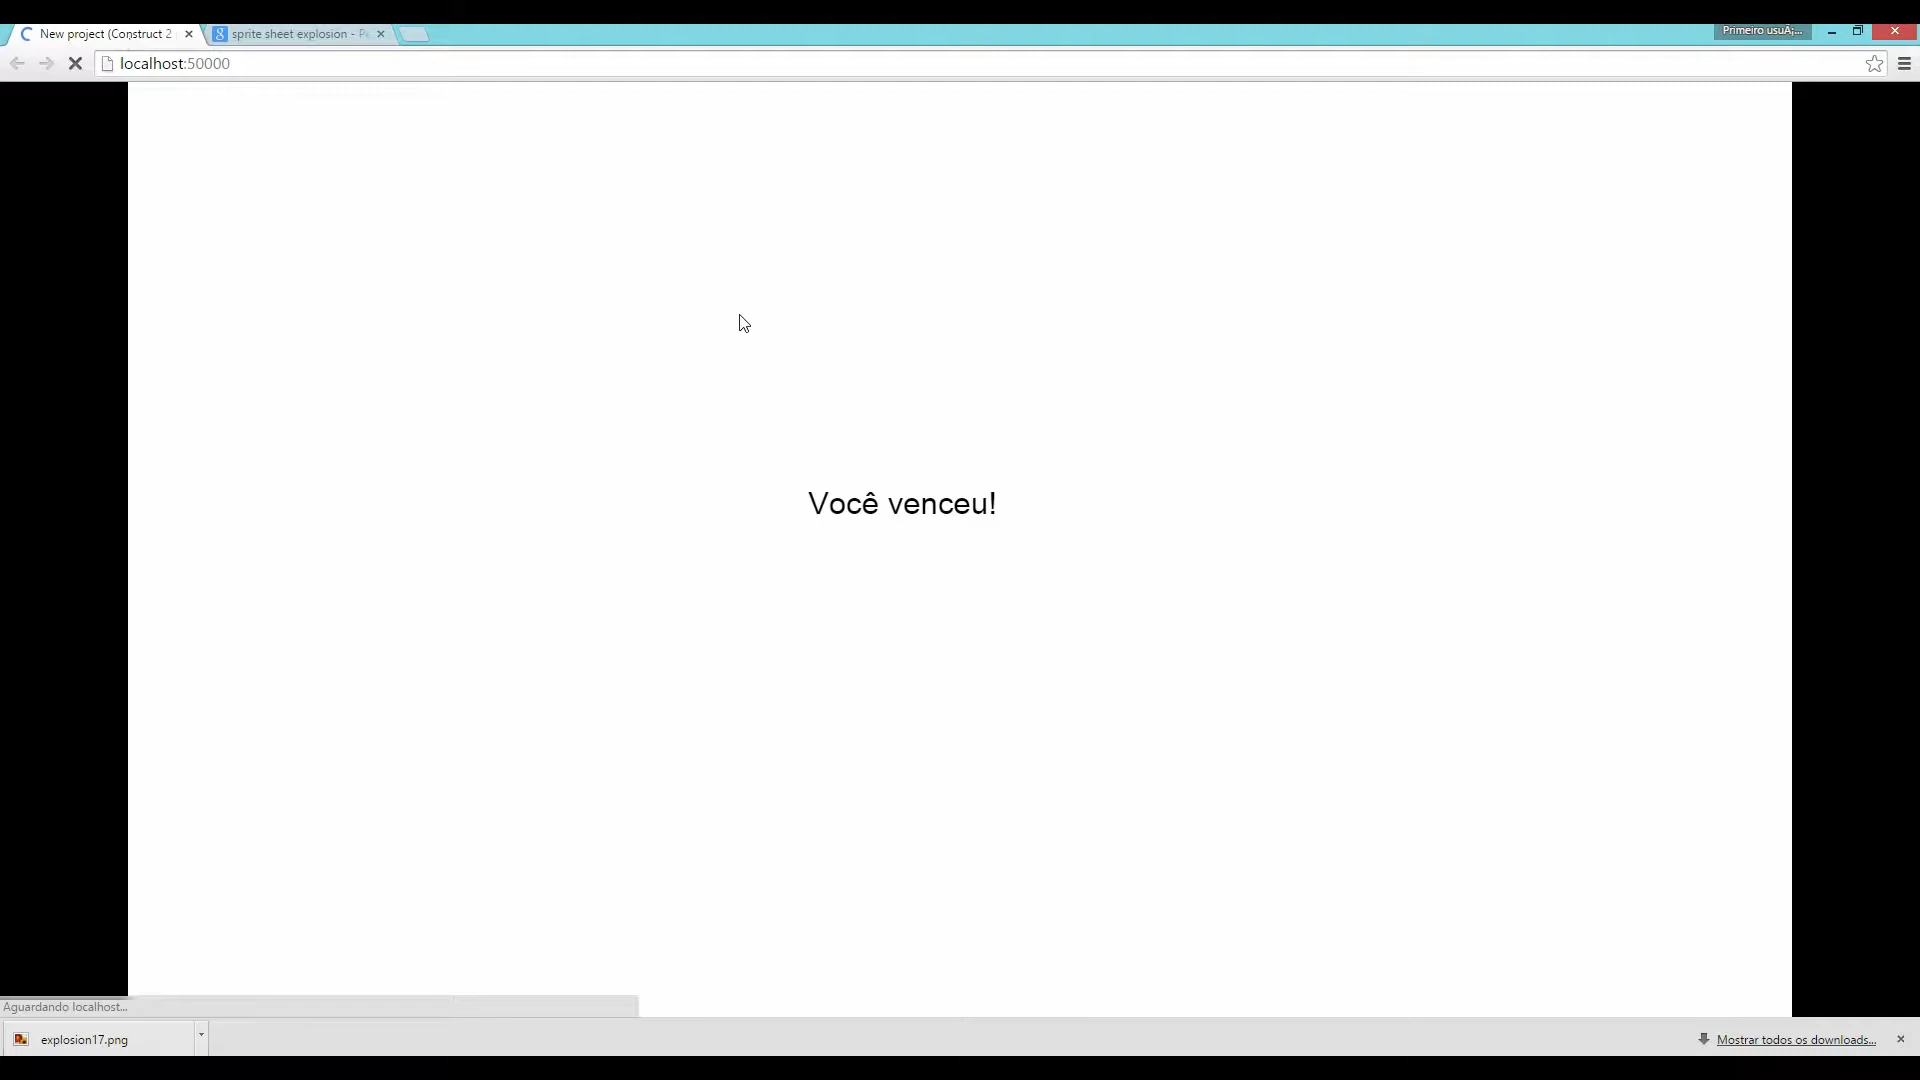 New project (Construct 2
sprite sheet explosion - Pe
Primeiro usuÃ¡...
localhost:50000
Você venceu!
Aguardando localhost...
explosion17.png
Mostrar todos os downloads...